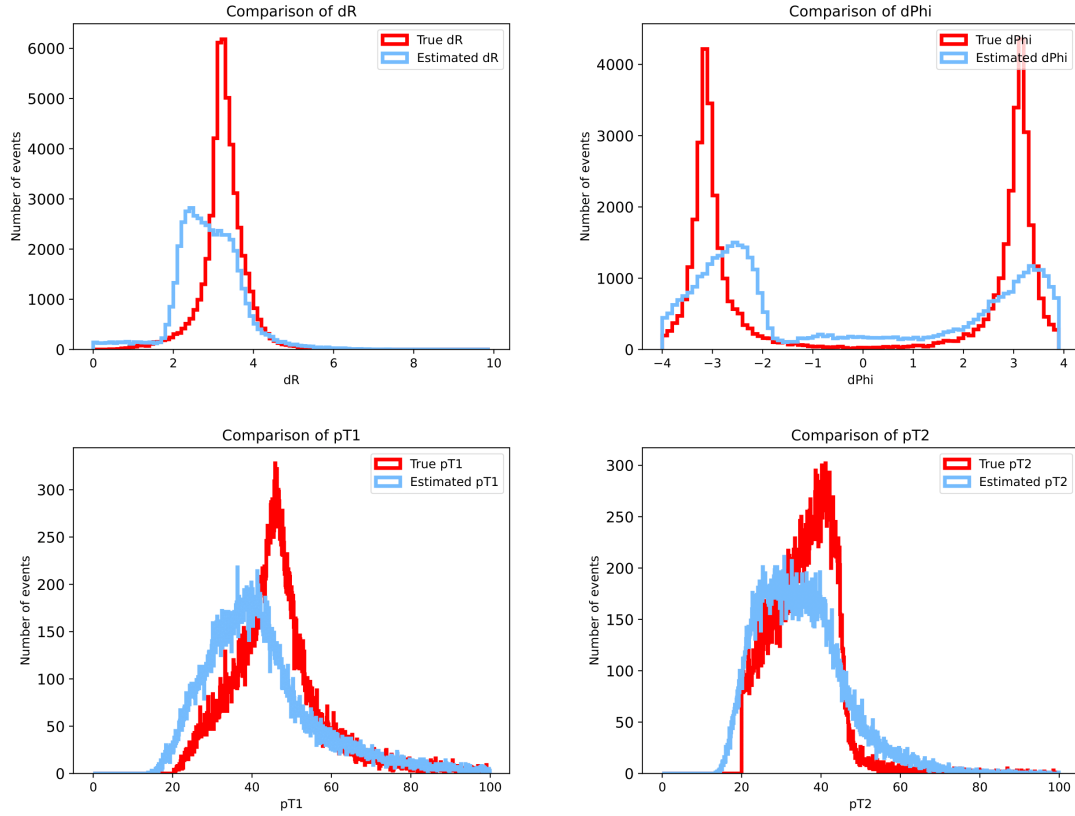 Comparison of dR
Number of events
6000
5000
4000
3000
2000
1000
0
0
2
4
6
8
10
dR
True dR
Estimated dR
Comparison of dPhi
Number of events
4000
3000
2000
1000
0
−4
−3
−2
−1
0
1
2
3
4
dPhi
True dPhi
Estimated dPhi
Comparison of pT1
Number of events
300
250
200
150
100
50
0
0
20
40
60
80
100
pT1
True pT1
Estimated pT1
Comparison of pT2
Number of events
300
250
200
150
100
50
0
0
20
40
60
80
100
pT2
True pT2
Estimated pT2